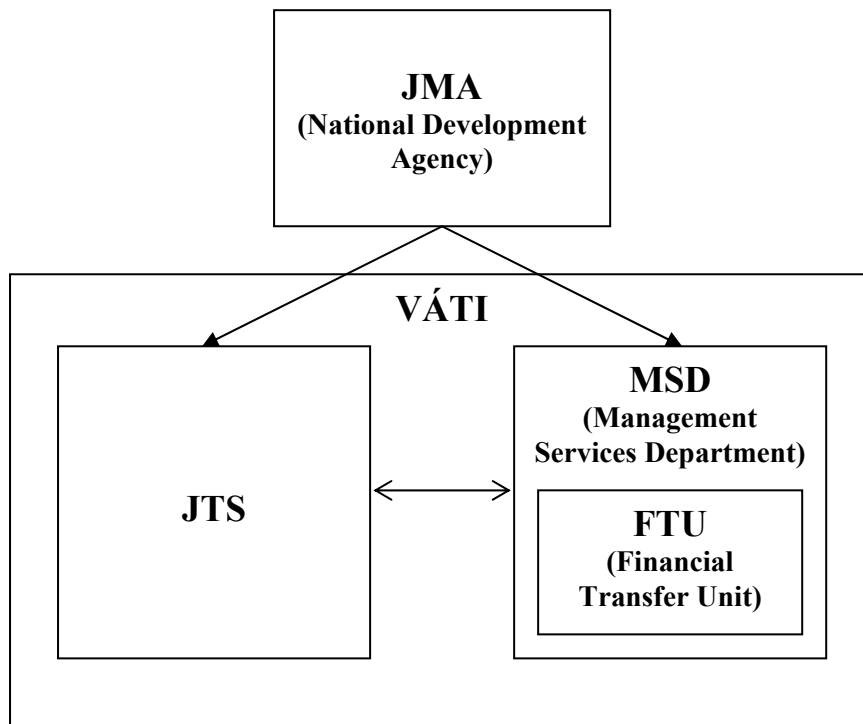 JMA
(National Development
Agency)
VÁTI
JTS
MSD
(Management
Services Department)
FTU
(Financial
Transfer Unit)